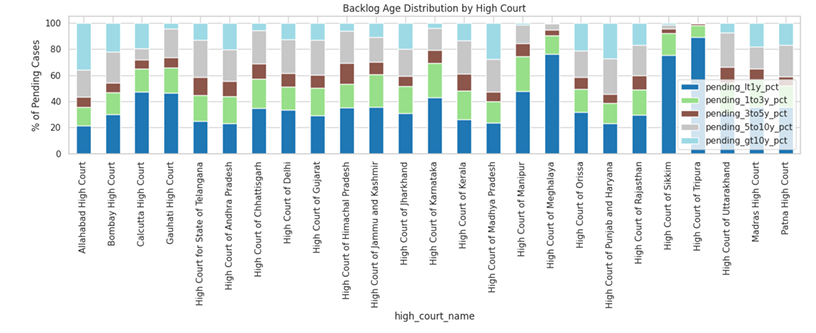 Backlog Age Distribution by High Court
% of Pending Cases
100
80
60
40
20
0
pending_lt1y_pct
pending_1to3y_pct
pending_3to5y_pct
pending_5to10y_pct
pending_gt10y_pct
Allahabad High Court
Bombay High Court
Calcutta High Court
Gauhati High Court
High Court for State of Telangana
High Court of Andhra Pradesh
High Court of Chhattisgarh
High Court of Delhi
High Court of Gujarat
High Court of Himachal Pradesh
High Court of Jammu and Kashmir
High Court of Jharkhand
High Court of Karnataka
High Court of Kerala
High Court of Madhya Pradesh
High Court of Manipur
High Court of Meghalaya
High Court of Orissa
High Court of Punjab and Haryana
High Court of Rajasthan
High Court of Sikkim
High Court of Tripura
High Court of Uttarakhand
Madras High Court
Patna High Court
high_court_name